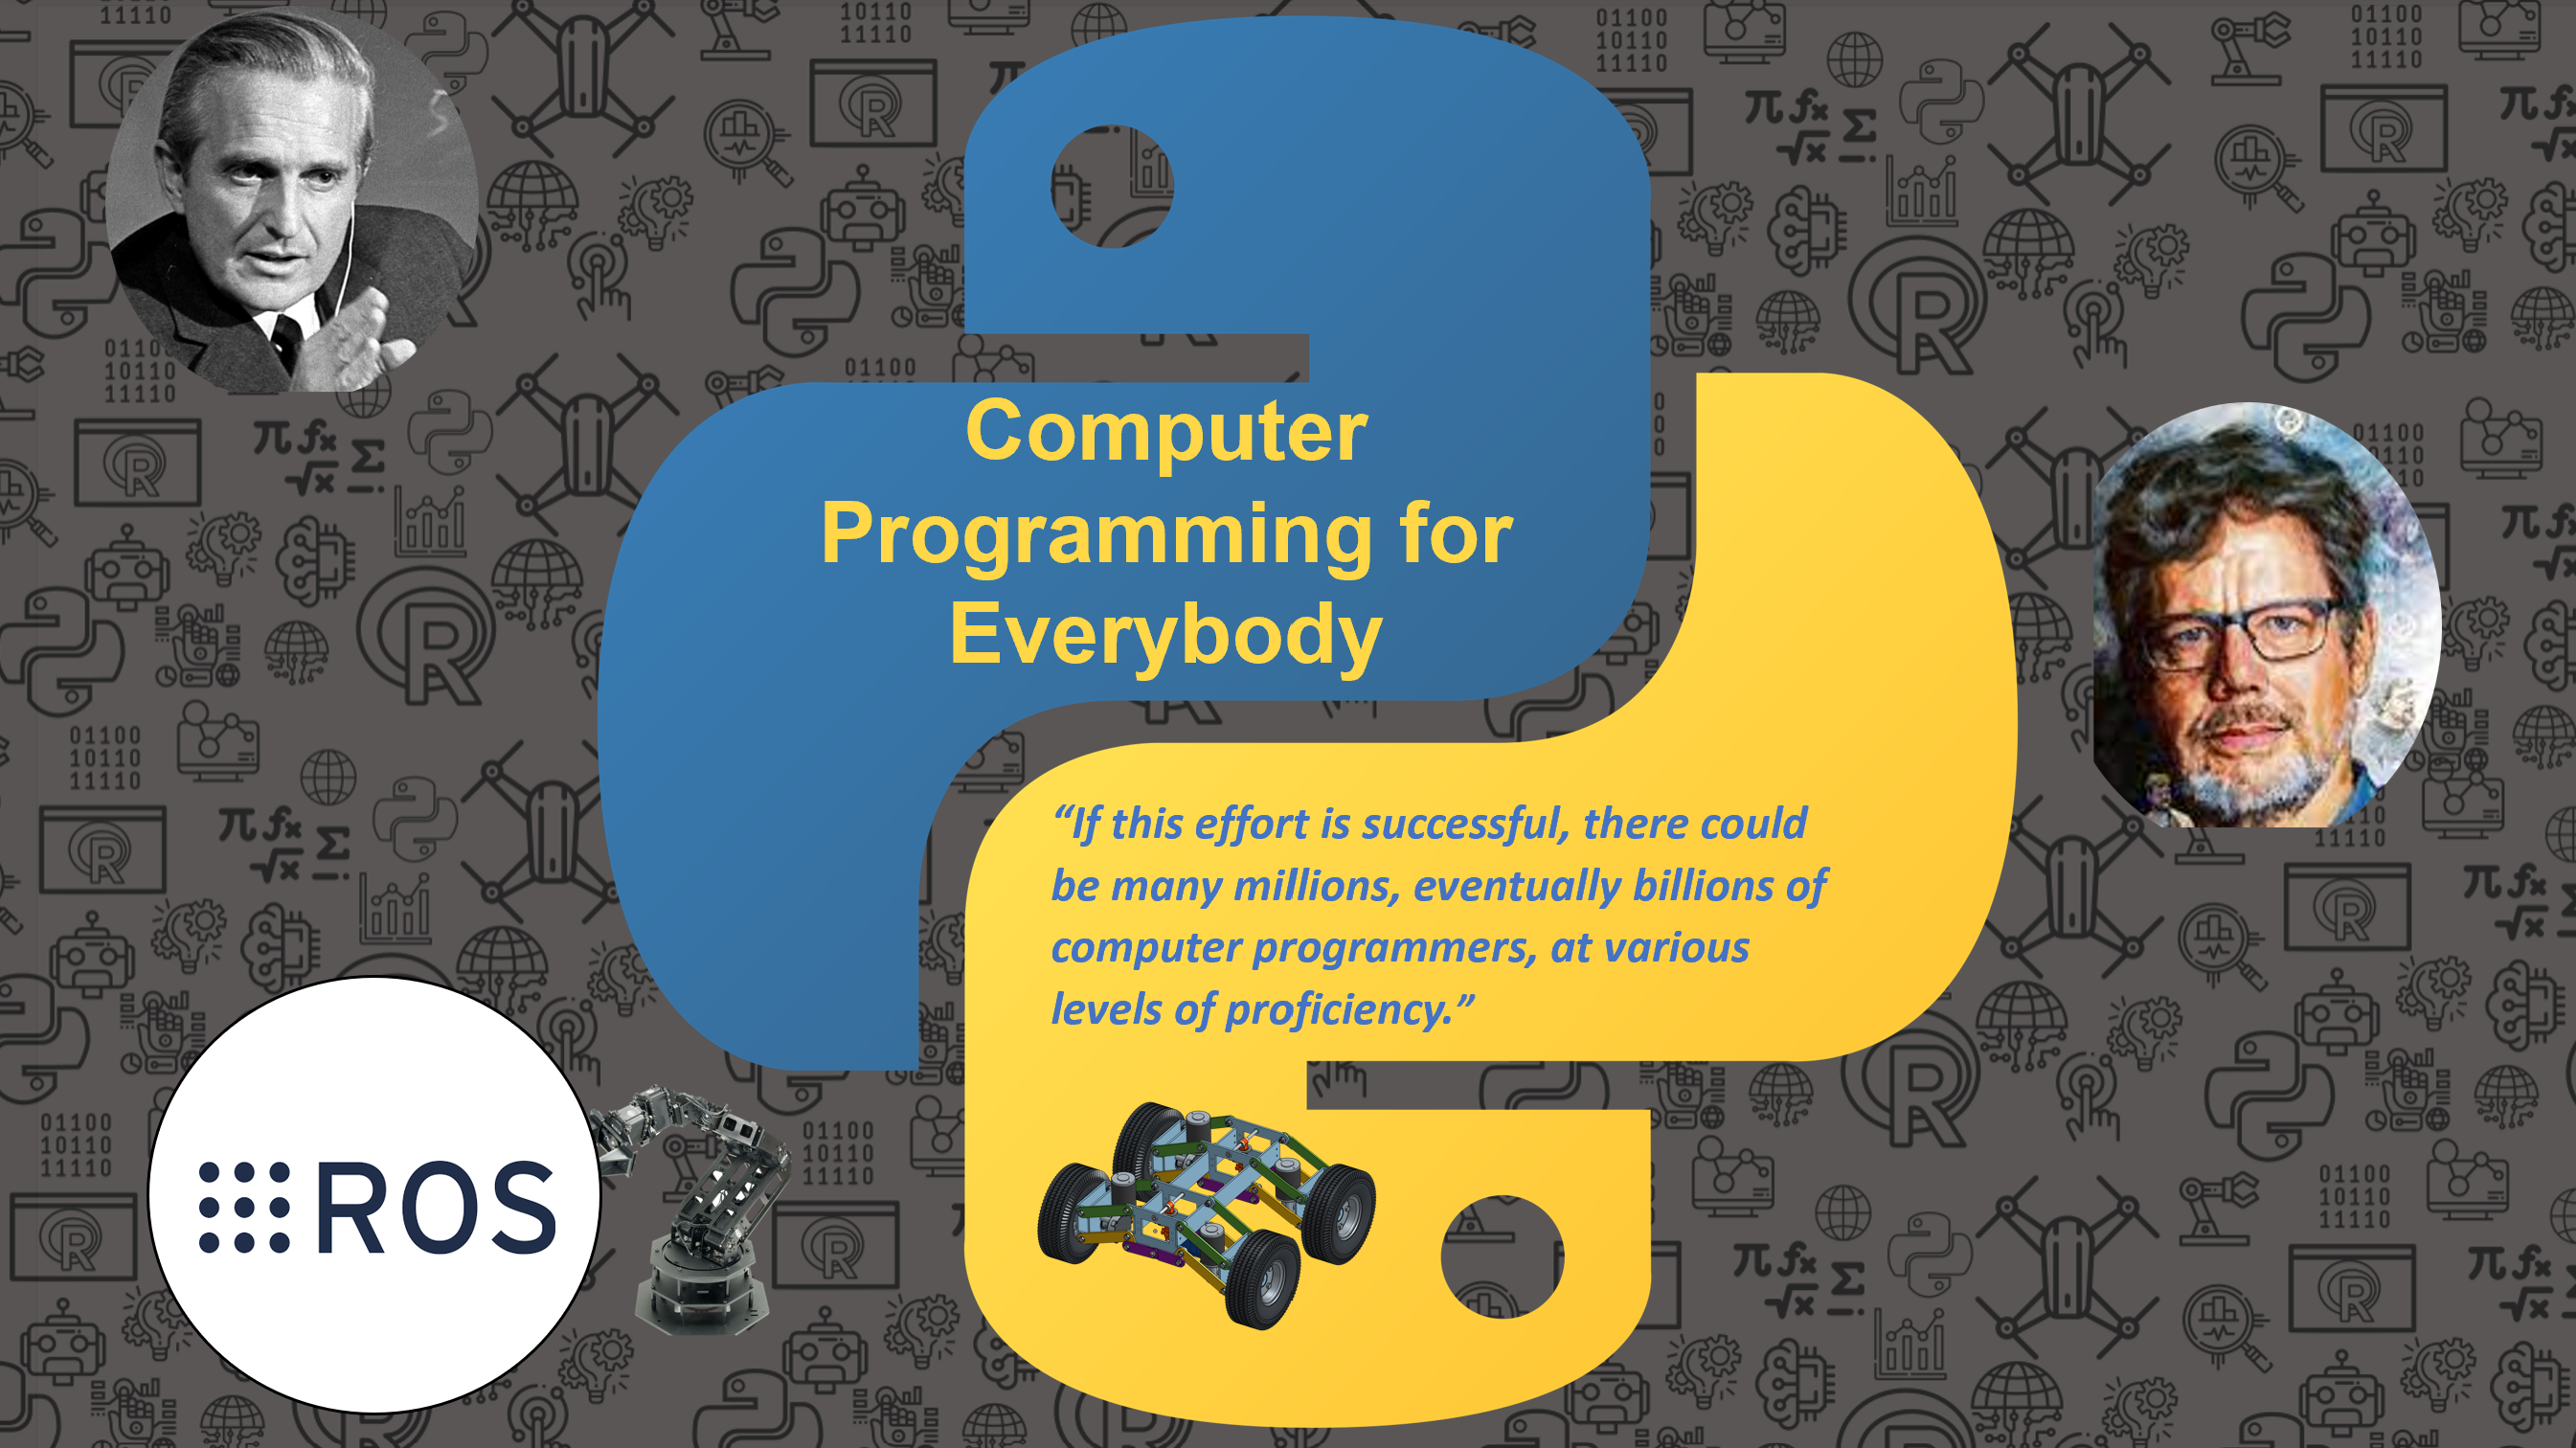 Computer
Programming for
Everybody
“If this effort is successful, there could
be many millions, eventually billions of
computer programmers, at various
levels of proficiency.”
ROS
01100
10110
11110
π ƒx
√x Σ
R